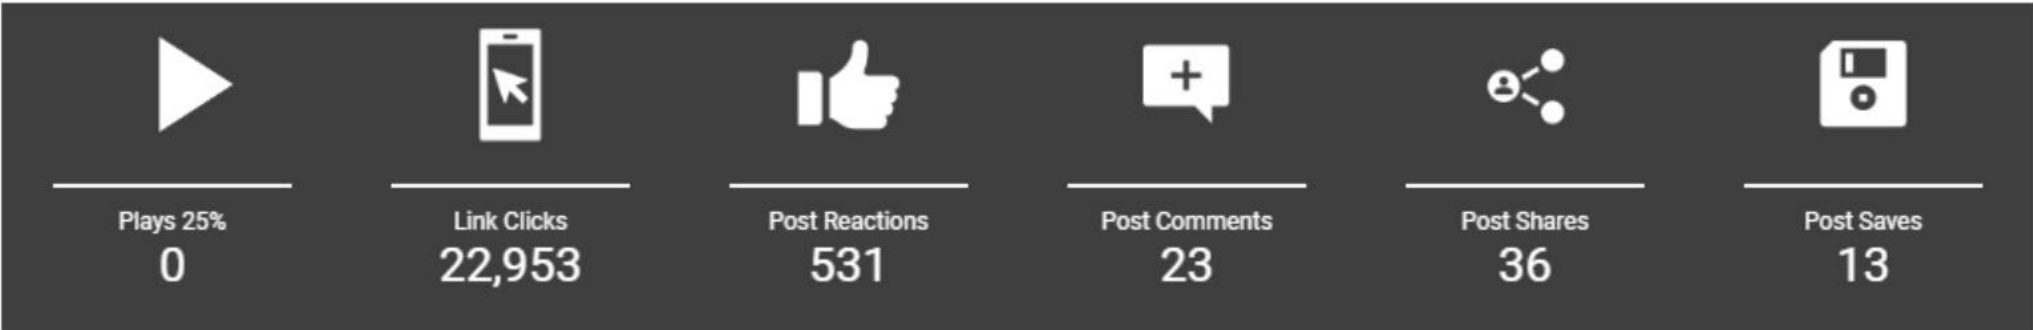 Plays 25%
0
Link Clicks
22,953
Post Reactions
531
Post Comments
23
Post Shares
36
Post Saves
13